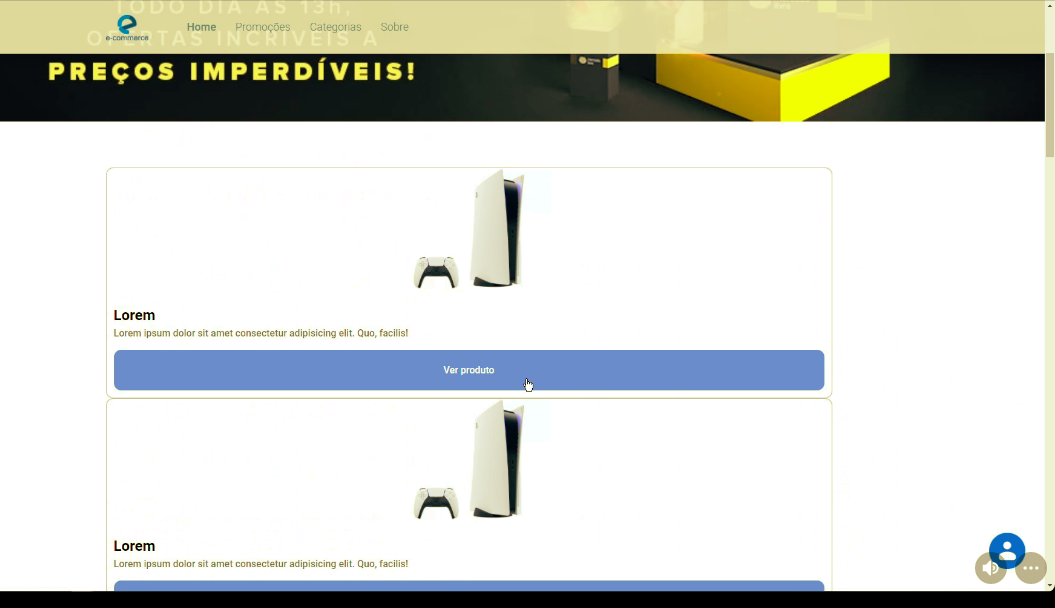 TODO DIA ÀS 13h,
e-commerce
Home Promoções Categorias Sobre
OFERTAS INCRÍVEIS A
PREÇOS IMPERDÍVEIS!
Lorem
Lorem ipsum dolor sit amet consectetur adipisicing elit. Quo, facilis!
Ver produto
Lorem
Lorem ipsum dolor sit amet consectetur adipisicing elit. Quo, facilis!